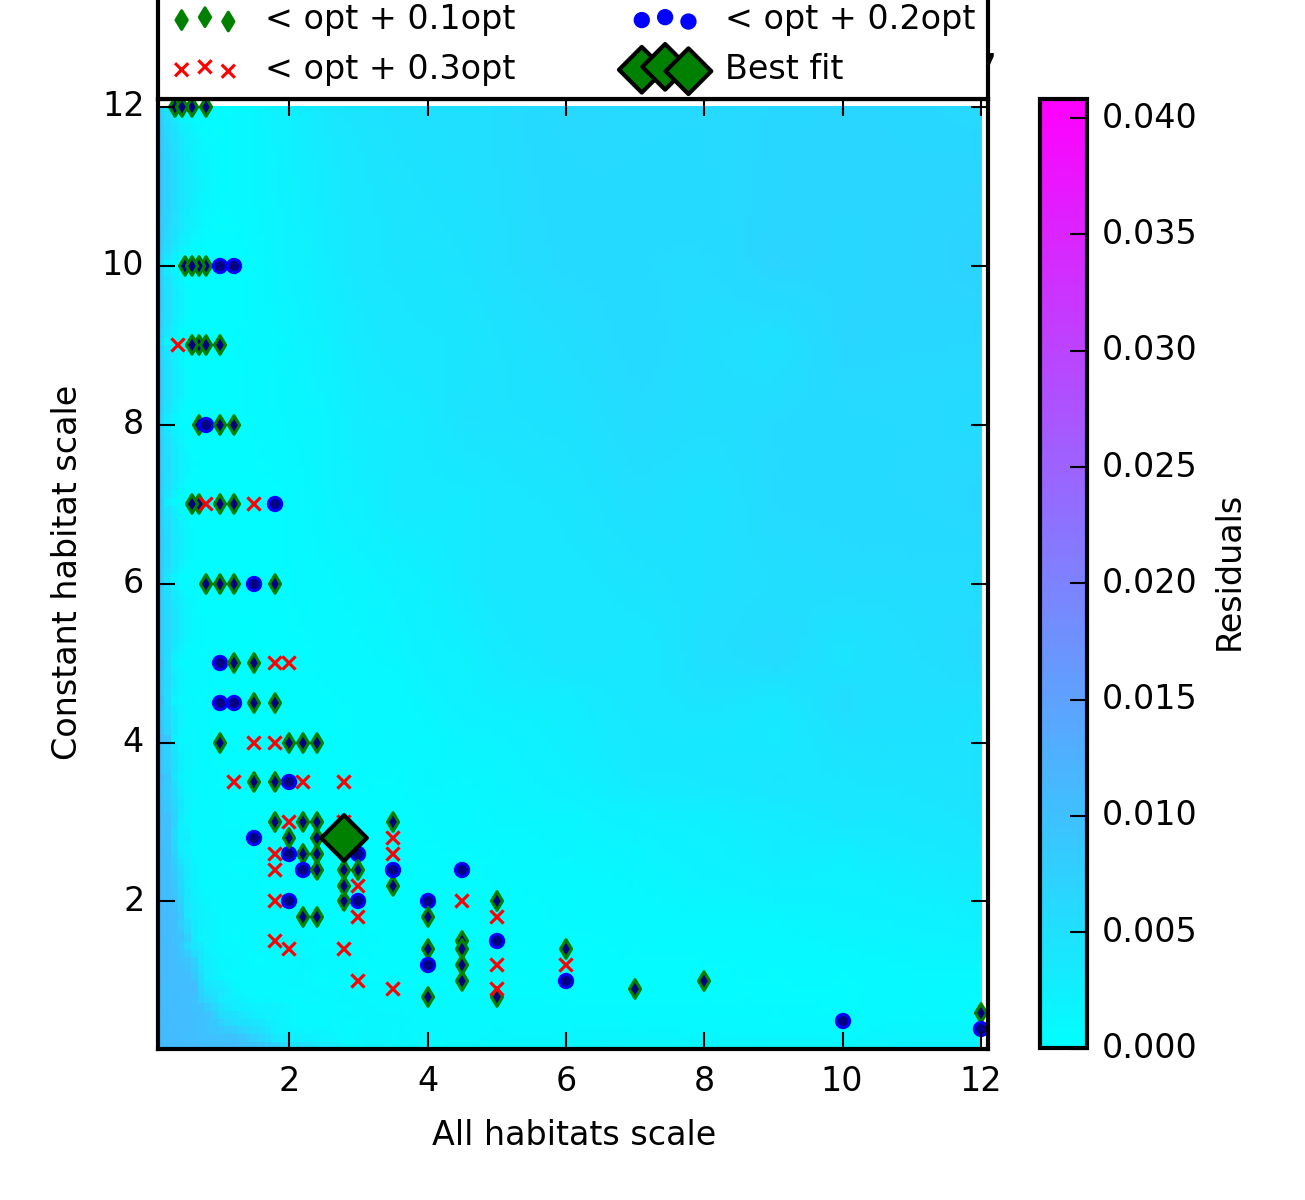 < opt + 0.1opt < opt + 0.2opt
< opt + 0.3opt Best fit
12
10
8
6
4
2
Constant habitat scale
2 4 6 8 10 12
All habitats scale
0.040
0.035
0.030
0.025
0.020
0.015
0.010
0.005
0.000
Residuals